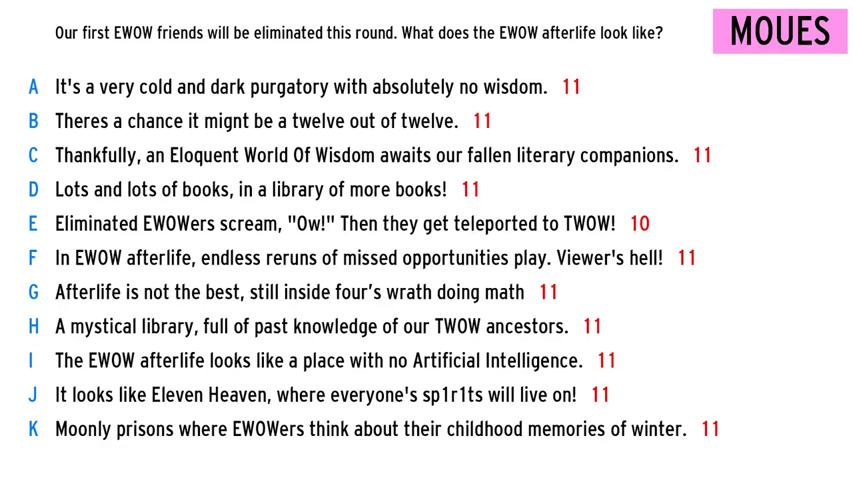 Our first EWOW friends will be eliminated this round. What does the EWOW afterlife look like?
MOUES
A It's a very cold and dark purgatory with absolutely no wisdom. 11
B Theres a chance it mignt be a twelve out of twelve. 11
C Thankfully, an Eloquent World Of Wisdom awaits our fallen literary companions. 11
D Lots and lots of books, in a library of more books! 11
E Eliminated EWOWers scream, "Ow!" Then they get teleported to TWOW! 10
F In EWOW afterlife, endless reruns of missed opportunities play. Viewer's hell! 11
G Afterlife is not the best, still inside four’s wrath doing math 11
H A mystical library, full of past knowledge of our TWOW ancestors. 11
I The EWOW afterlife looks like a place with no Artificial Intelligence. 11
J It looks like Eleven Heaven, where everyone's sp1r1ts will live on! 11
K Moonly prisons where EWOWers think about their childhood memories of winter. 11